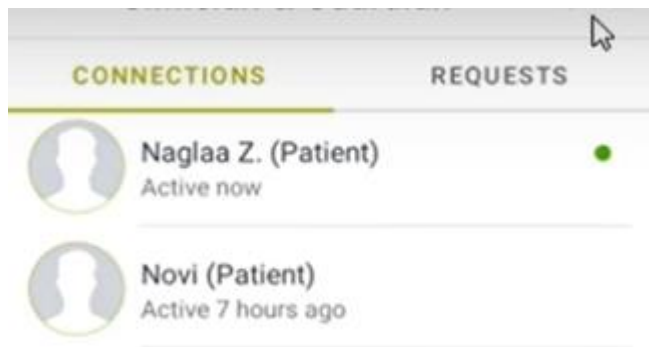 CONNECTIONS
REQUESTS
Naglaa Z. (Patient)
Active now
Novi (Patient)
Active 7 hours ago